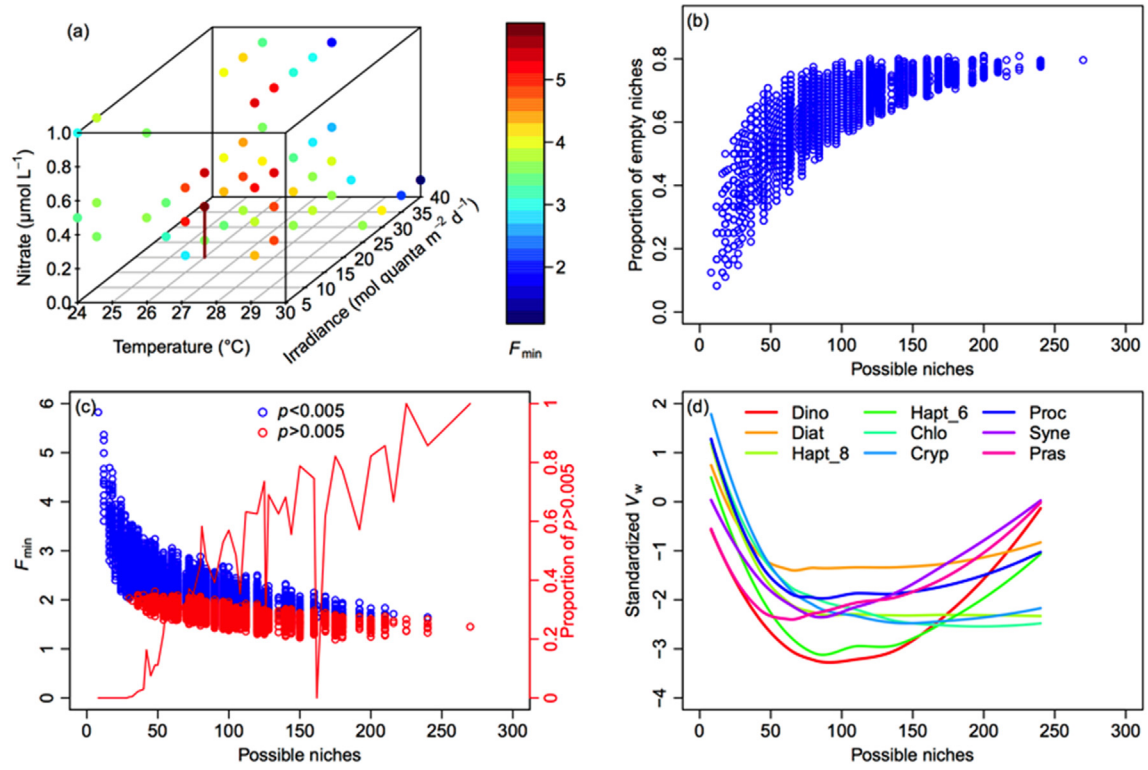 (a)
1.0
0.8
0.6
0.4
0.2
0.0
Nitrate (μmol L⁻¹)
24 25 26 27 28 29 30
Temperature (°C)
5 10 15 20 25 30 35 40
Irradiance (mol quanta m⁻² d⁻¹)
5
4
3
2
Fmin
(b)
0.8
0.6
0.4
0.2
0.0
Proportion of empty niches
0 50 100 150 200 250 300
Possible niches
(c)
p<0.005
p>0.005
6
5
4
3
2
1
0
Fmin
1
0.8
0.6
0.4
0.2
0
Proportion of p>0.005
0 50 100 150 200 250 300
Possible niches
(d)
Dino Hapt_6 Proc
Diat Chlo Syne
Hapt_8 Cryp Pras
2
1
0
−1
−2
−3
−4
Standardized Vw
0 50 100 150 200 250 300
Possible niches